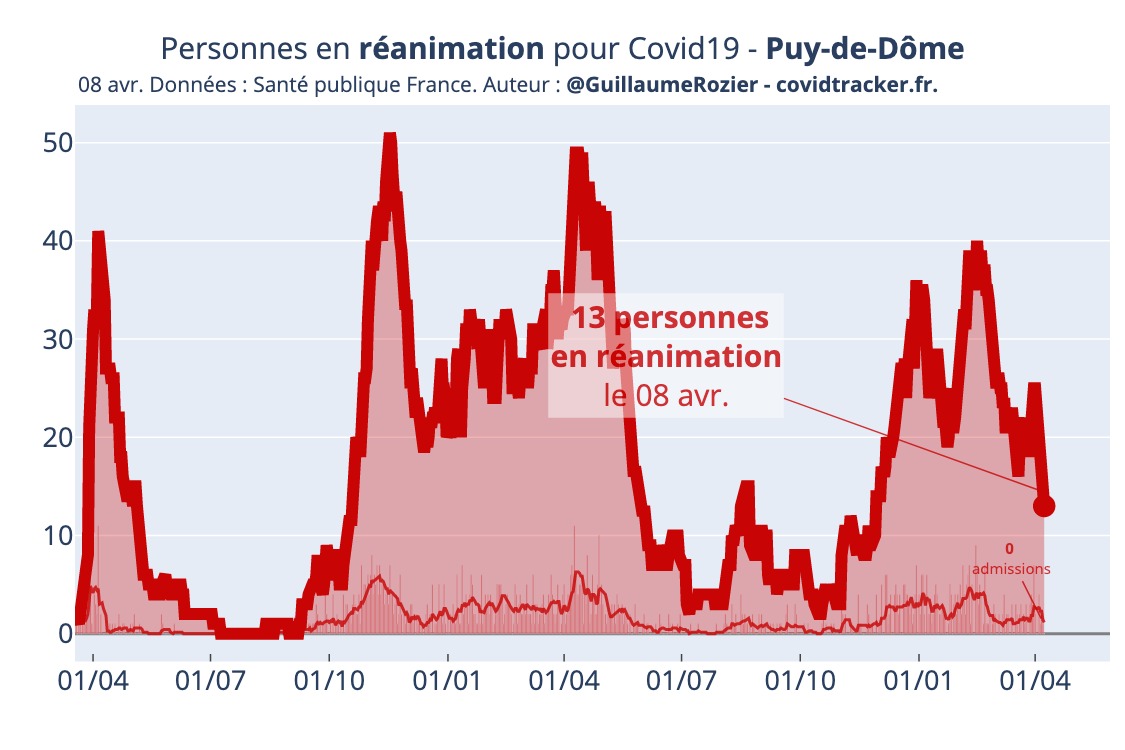 Personnes en réanimation pour Covid19 - Puy-de-Dôme
08 avr. Données : Santé publique France. Auteur : @GuillaumeRozier - covidtracker.fr.
50
40
30
20
10
0
13 personnes
en réanimation
le 08 avr.
0
admissions
01/04 01/07 01/10 01/01 01/04 01/07 01/10 01/01 01/04